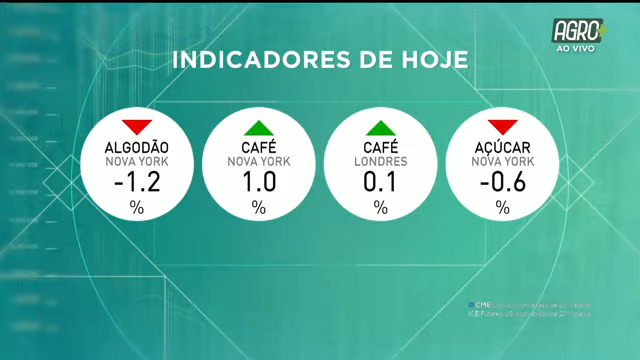 AGRO+
AO VIVO
INDICADORES DE HOJE
ALGODÃO
NOVA YORK
-1.2
%
CAFÉ
NOVA YORK
1.0
%
CAFÉ
LONDRES
0.1
%
AÇÚCAR
NOVA YORK
-0.6
%
CME
ICE Futures US